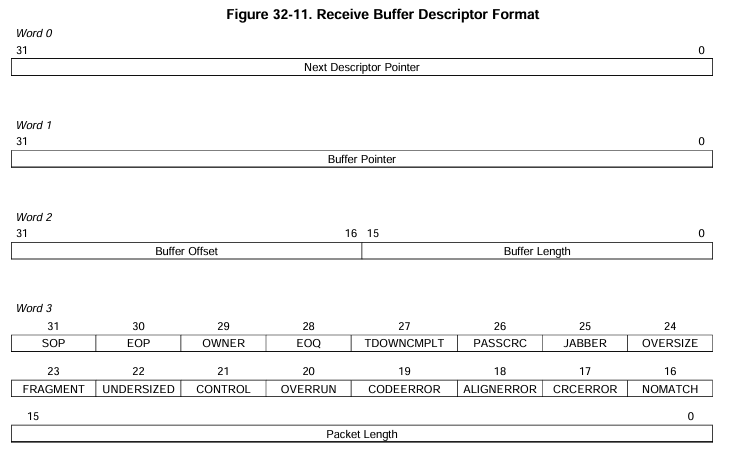 Figure 32-11. Receive Buffer Descriptor Format
Word 0
31 0
Next Descriptor Pointer
Word 1
31 0
Buffer Pointer
Word 2
31 16 15 0
Buffer Offset Buffer Length
Word 3
31 30 29 28 27 26 25 24
SOP EOP OWNER EOQ TDOWNCMPLT PASSCRC JABBER OVERSIZE
23 22 21 20 19 18 17 16
FRAGMENT UNDERSIZED CONTROL OVERRUN CODEERROR ALIGNERROR CRCERROR NOMATCH
15 0
Packet Length